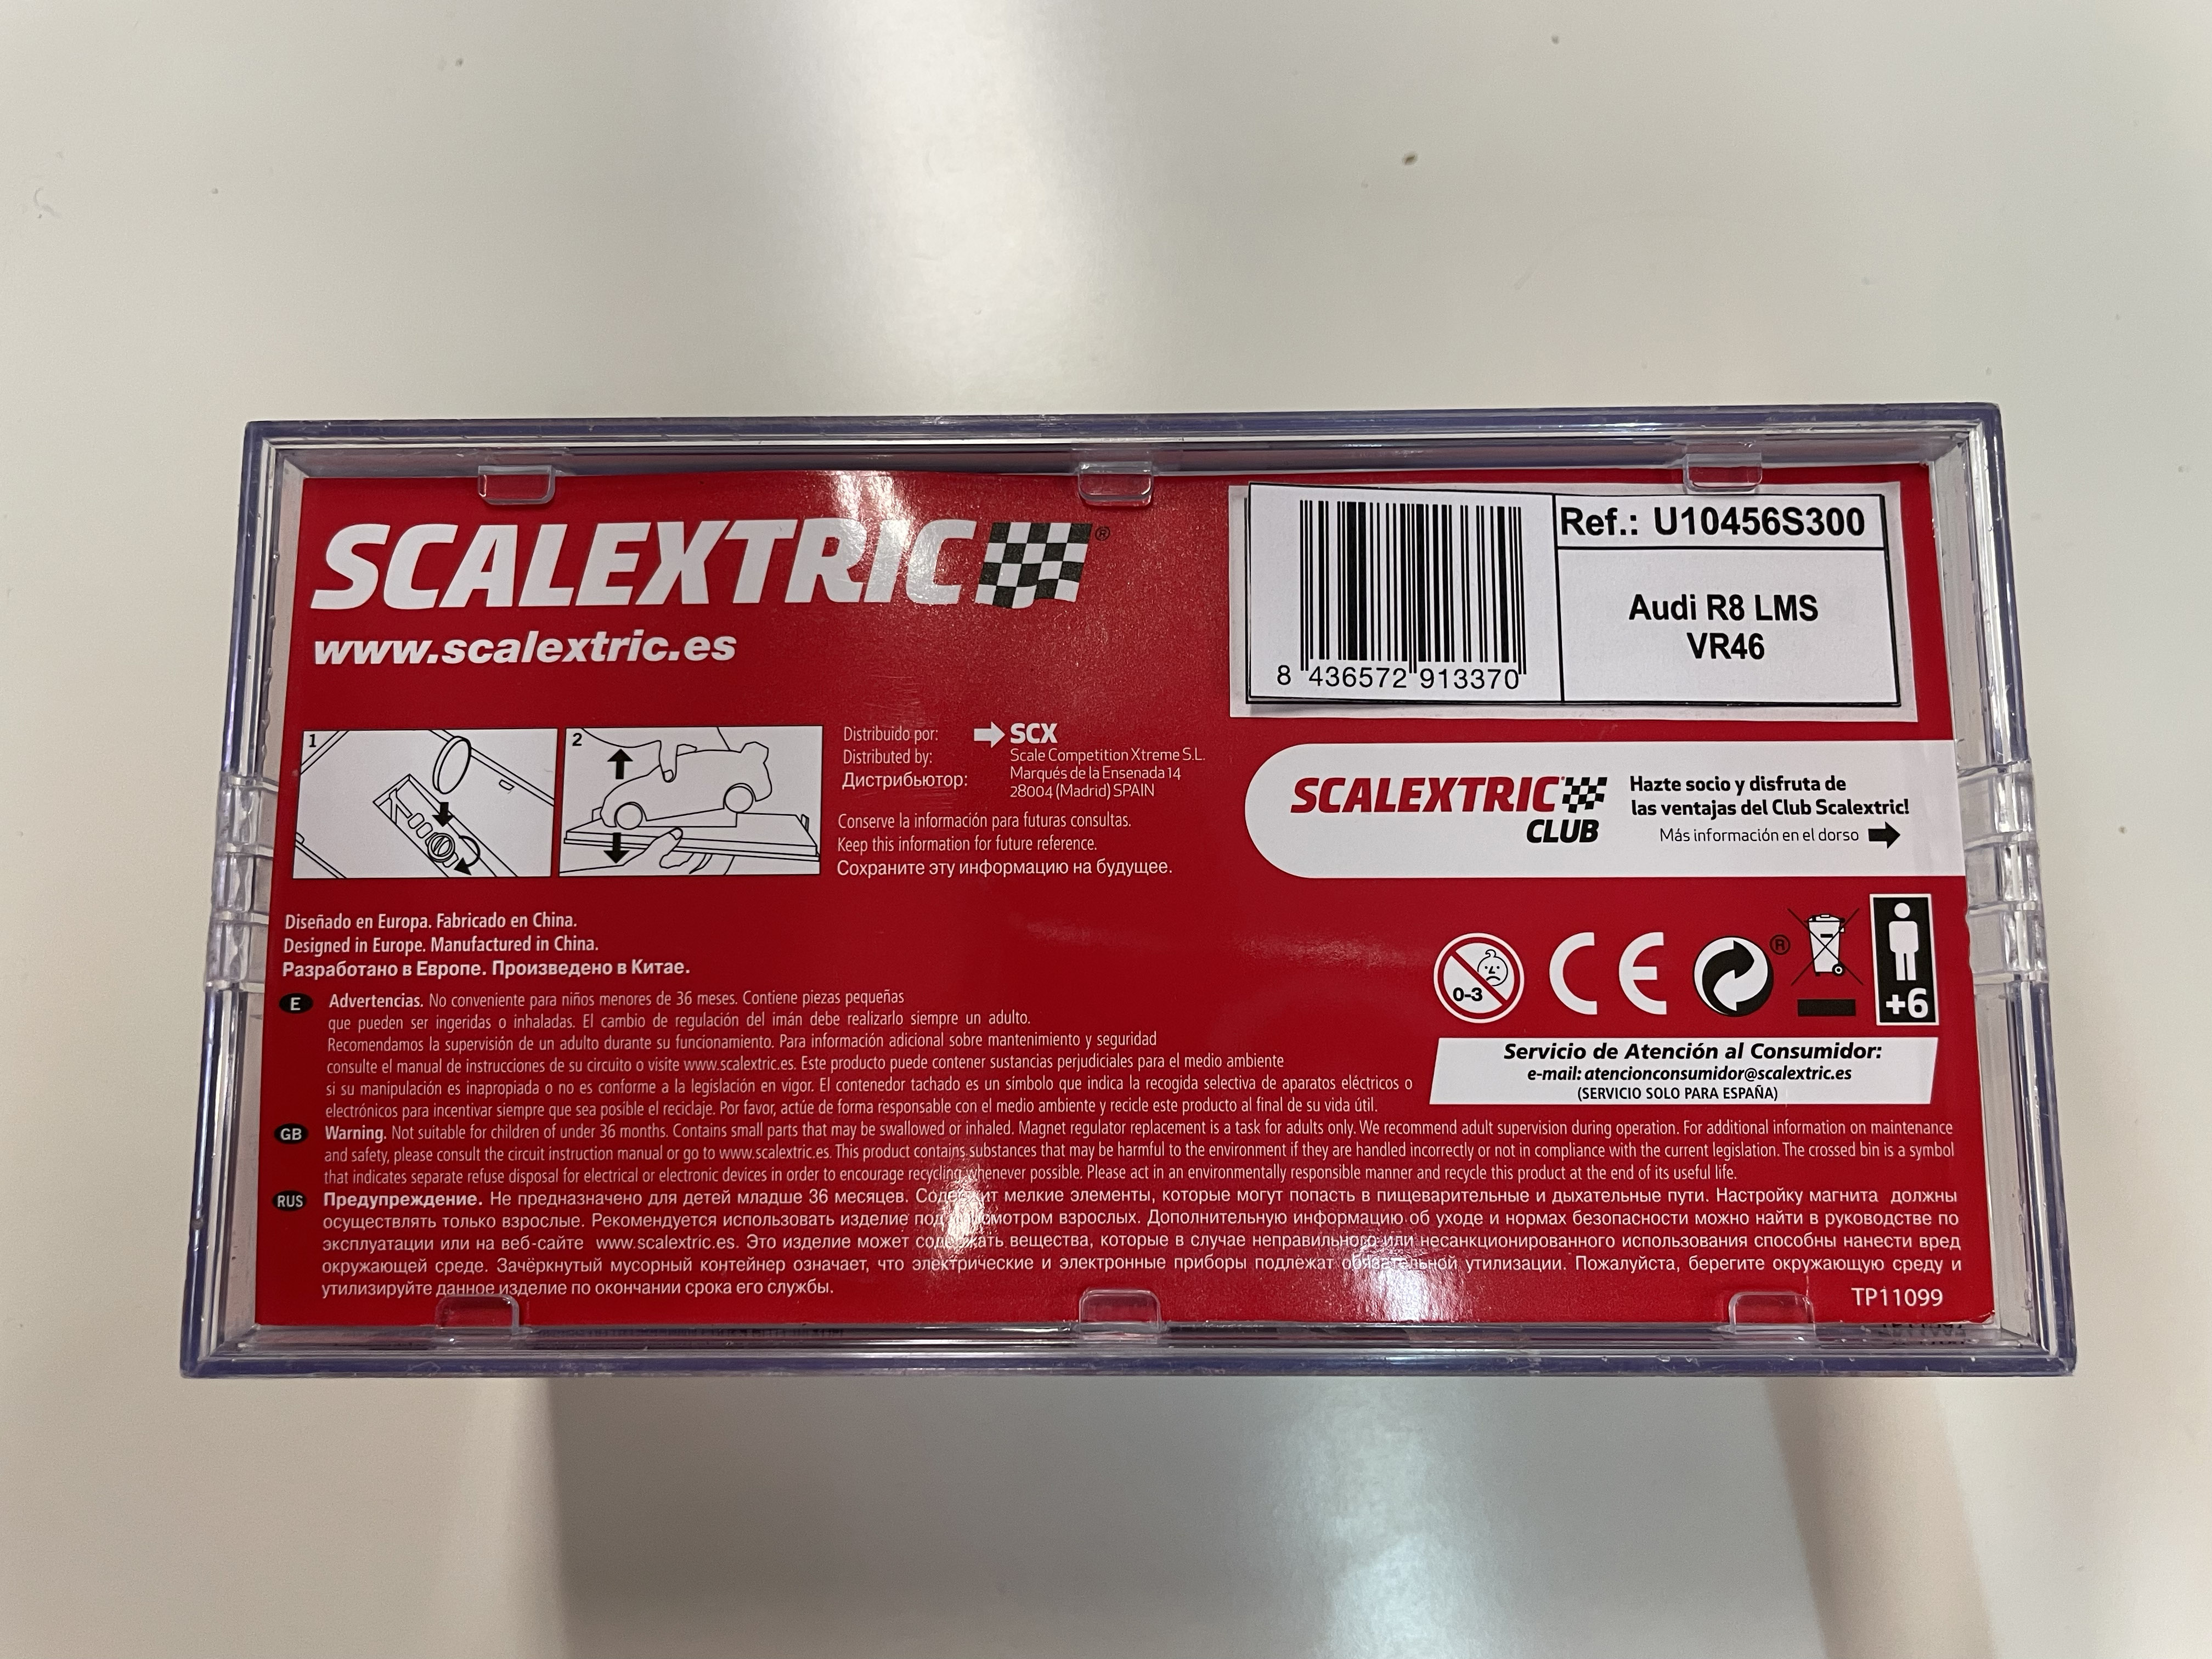 SCALEXTRIC ®
www.scalextric.es
8 436572 913370
Ref.: U10456S300
Audi R8 LMS
VR46
1
2
Distribuido por:
Distributed by:
Дистрибьютор:
SCX
Scale Competition Xtreme S.L.
Marqués de la Ensenada 14
28004 (Madrid) SPAIN
Conserve la información para futuras consultas.
Keep this information for future reference.
Сохраните эту информацию на будущее.
SCALEXTRIC
CLUB
Hazte socio y disfruta de
las ventajas del Club Scalextric!
Más información en el dorso
Diseñado en Europa. Fabricado en China.
Designed in Europe. Manufactured in China.
Разработано в Европе. Произведено в Китае.
0-3
CE
®
+6
Servicio de Atención al Consumidor:
e-mail: atencionconsumidor@scalextric.es
(SERVICIO SOLO PARA ESPAÑA)
E Advertencias. No conveniente para niños menores de 36 meses. Contiene piezas pequeñas
que pueden ser ingeridas o inhaladas. El cambio de regulación del imán debe realizarlo siempre un adulto.
Recomendamos la supervisión de un adulto durante su funcionamiento. Para información adicional sobre mantenimiento y seguridad
consulte el manual de instrucciones de su circuito o visite www.scalextric.es. Este producto puede contener sustancias perjudiciales para el medio ambiente
si su manipulación es inapropiada o no es conforme a la legislación en vigor. El contenedor tachado es un símbolo que indica la recogida selectiva de aparatos eléctricos o
electrónicos para incentivar siempre que sea posible el reciclaje. Por favor, actúe de forma responsable con el medio ambiente y recicle este producto al final de su vida útil.
GB Warning. Not suitable for children of under 36 months. Contains small parts that may be swallowed or inhaled. Magnet regulator replacement is a task for adults only. We recommend adult supervision during operation. For additional information on maintenance
and safety, please consult the circuit instruction manual or go to www.scalextric.es. This product contains substances that may be harmful to the environment if they are handled incorrectly or not in compliance with the current legislation. The crossed bin is a symbol
that indicates separate refuse disposal for electrical or electronic devices in order to encourage recycling whenever possible. Please act in an environmentally responsible manner and recycle this product at the end of its useful life.
RUS Предупреждение. Не предназначено для детей младше 36 месяцев. Содержит мелкие элементы, которые могут попасть в пищеварительные и дыхательные пути. Настройку магнита должны
осуществлять только взрослые. Рекомендуется использовать изделие под присмотром взрослых. Дополнительную информацию об уходе и нормах безопасности можно найти в руководстве по
эксплуатации или на веб-сайте www.scalextric.es. Это изделие может содержать вещества, которые в случае неправильного или несанкционированного использования способны нанести вред
окружающей среде. Зачёркнутый мусорный контейнер означает, что электрические и электронные приборы подлежат обязательной утилизации. Пожалуйста, берегите окружающую среду и
утилизируйте данное изделие по окончании срока его службы.
TP11099